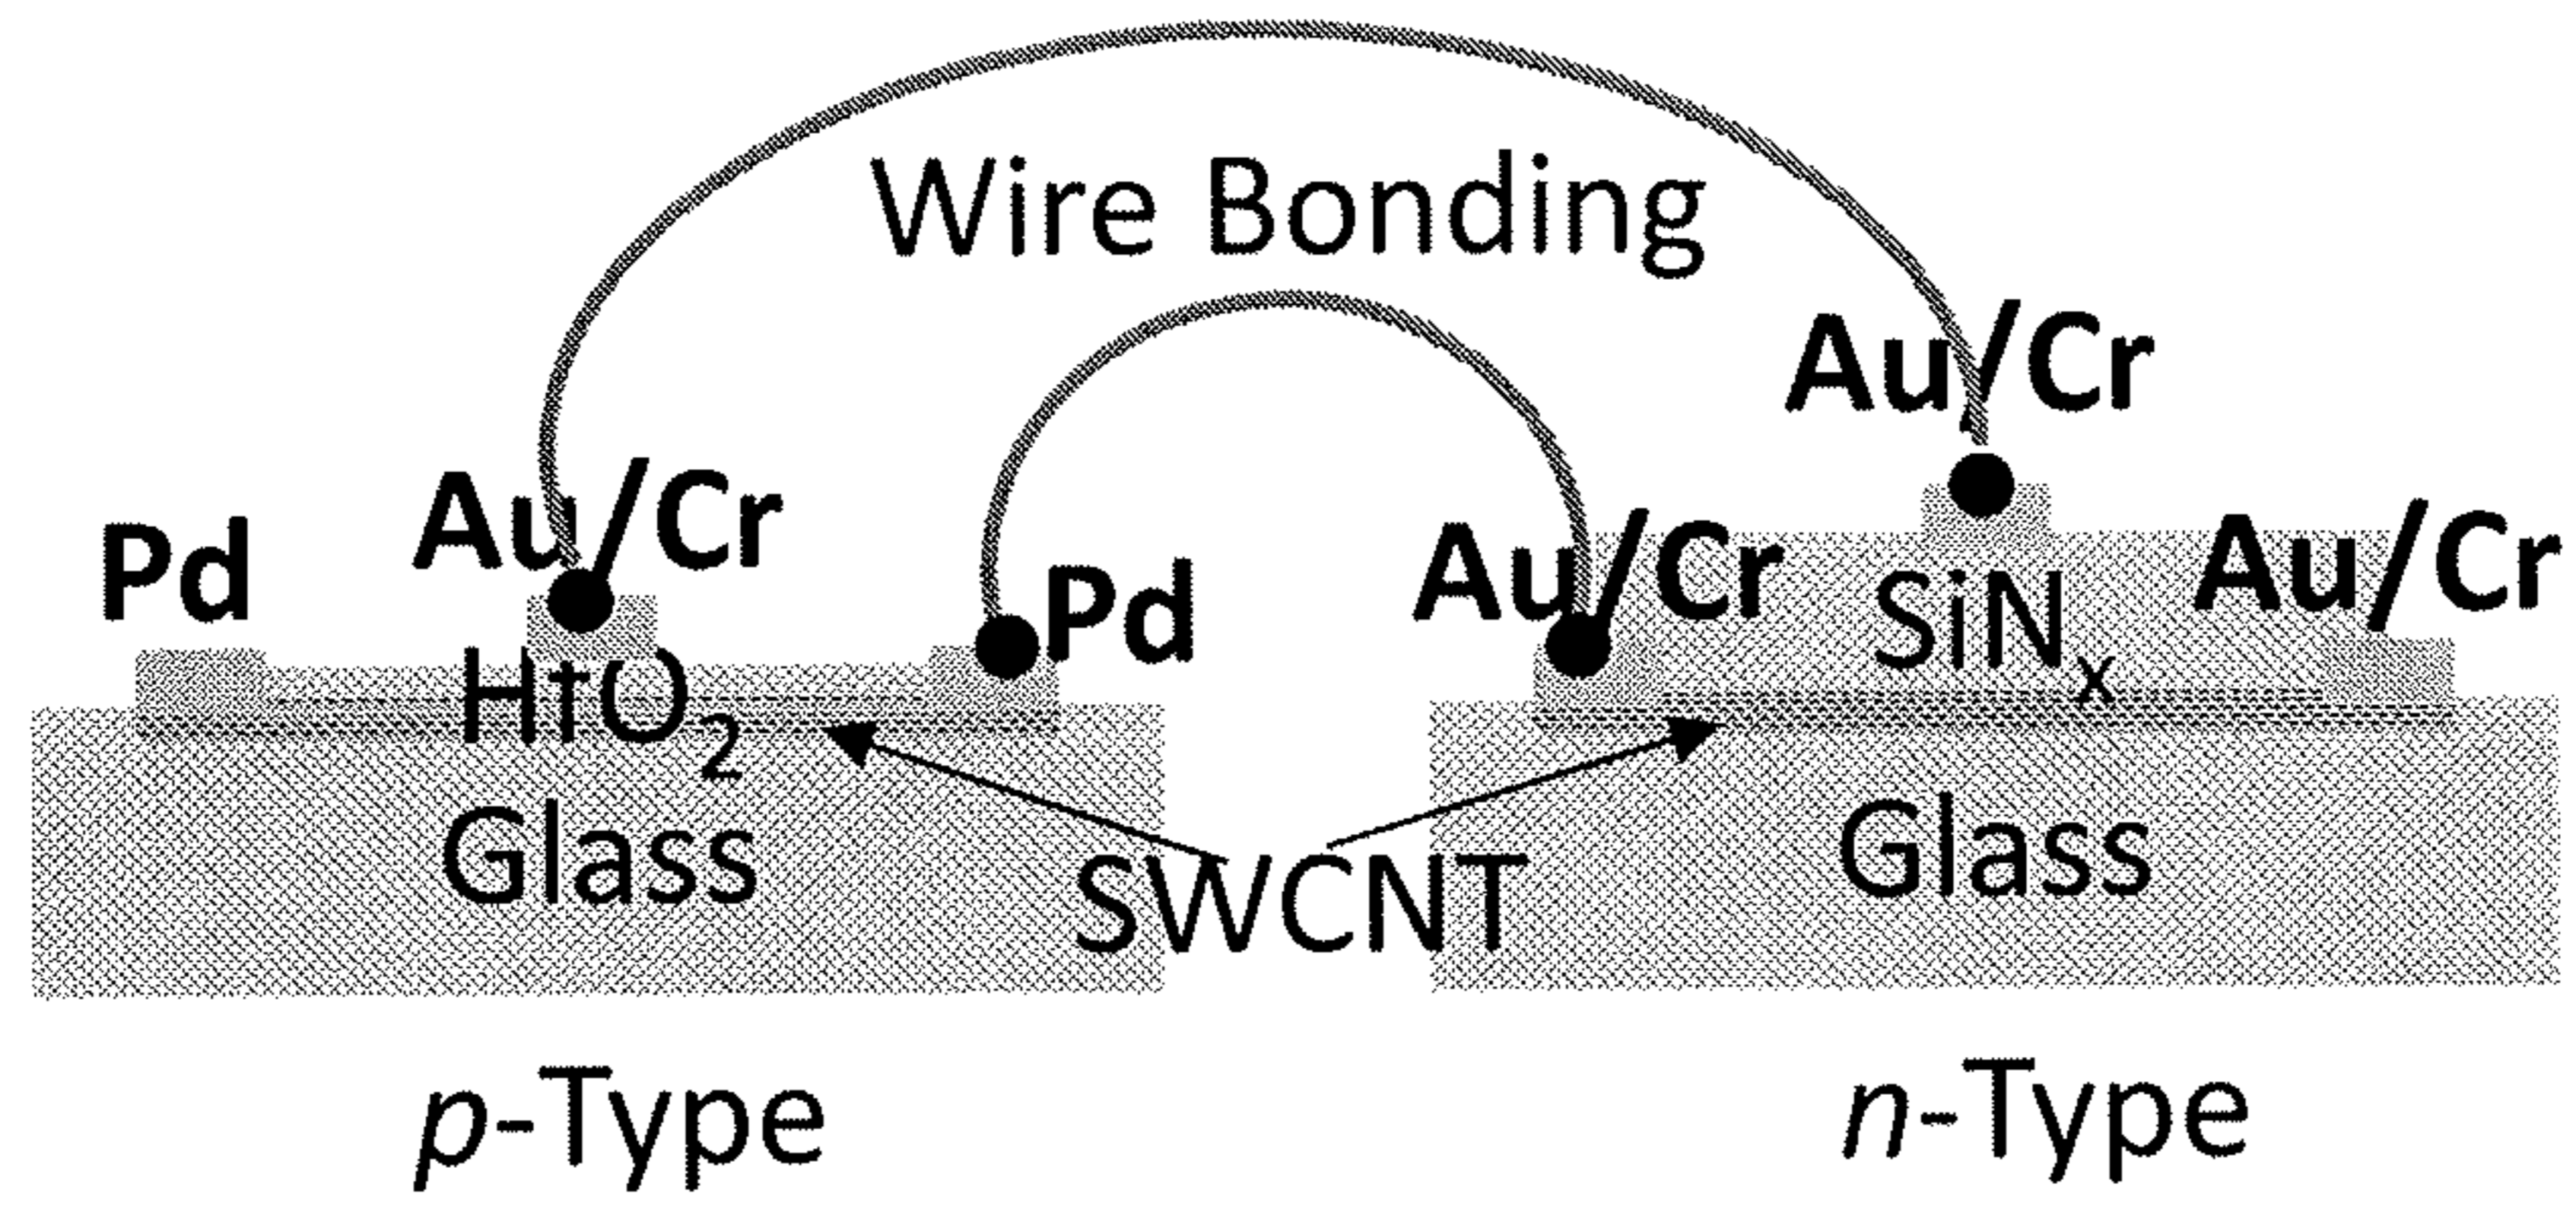 Wire Bonding
Au/Cr
Au/Cr
Pd
Pd
Au/Cr
Au/Cr
HfO₂
SiNₓ
Glass
Glass
SWCNT
p-Type
n-Type